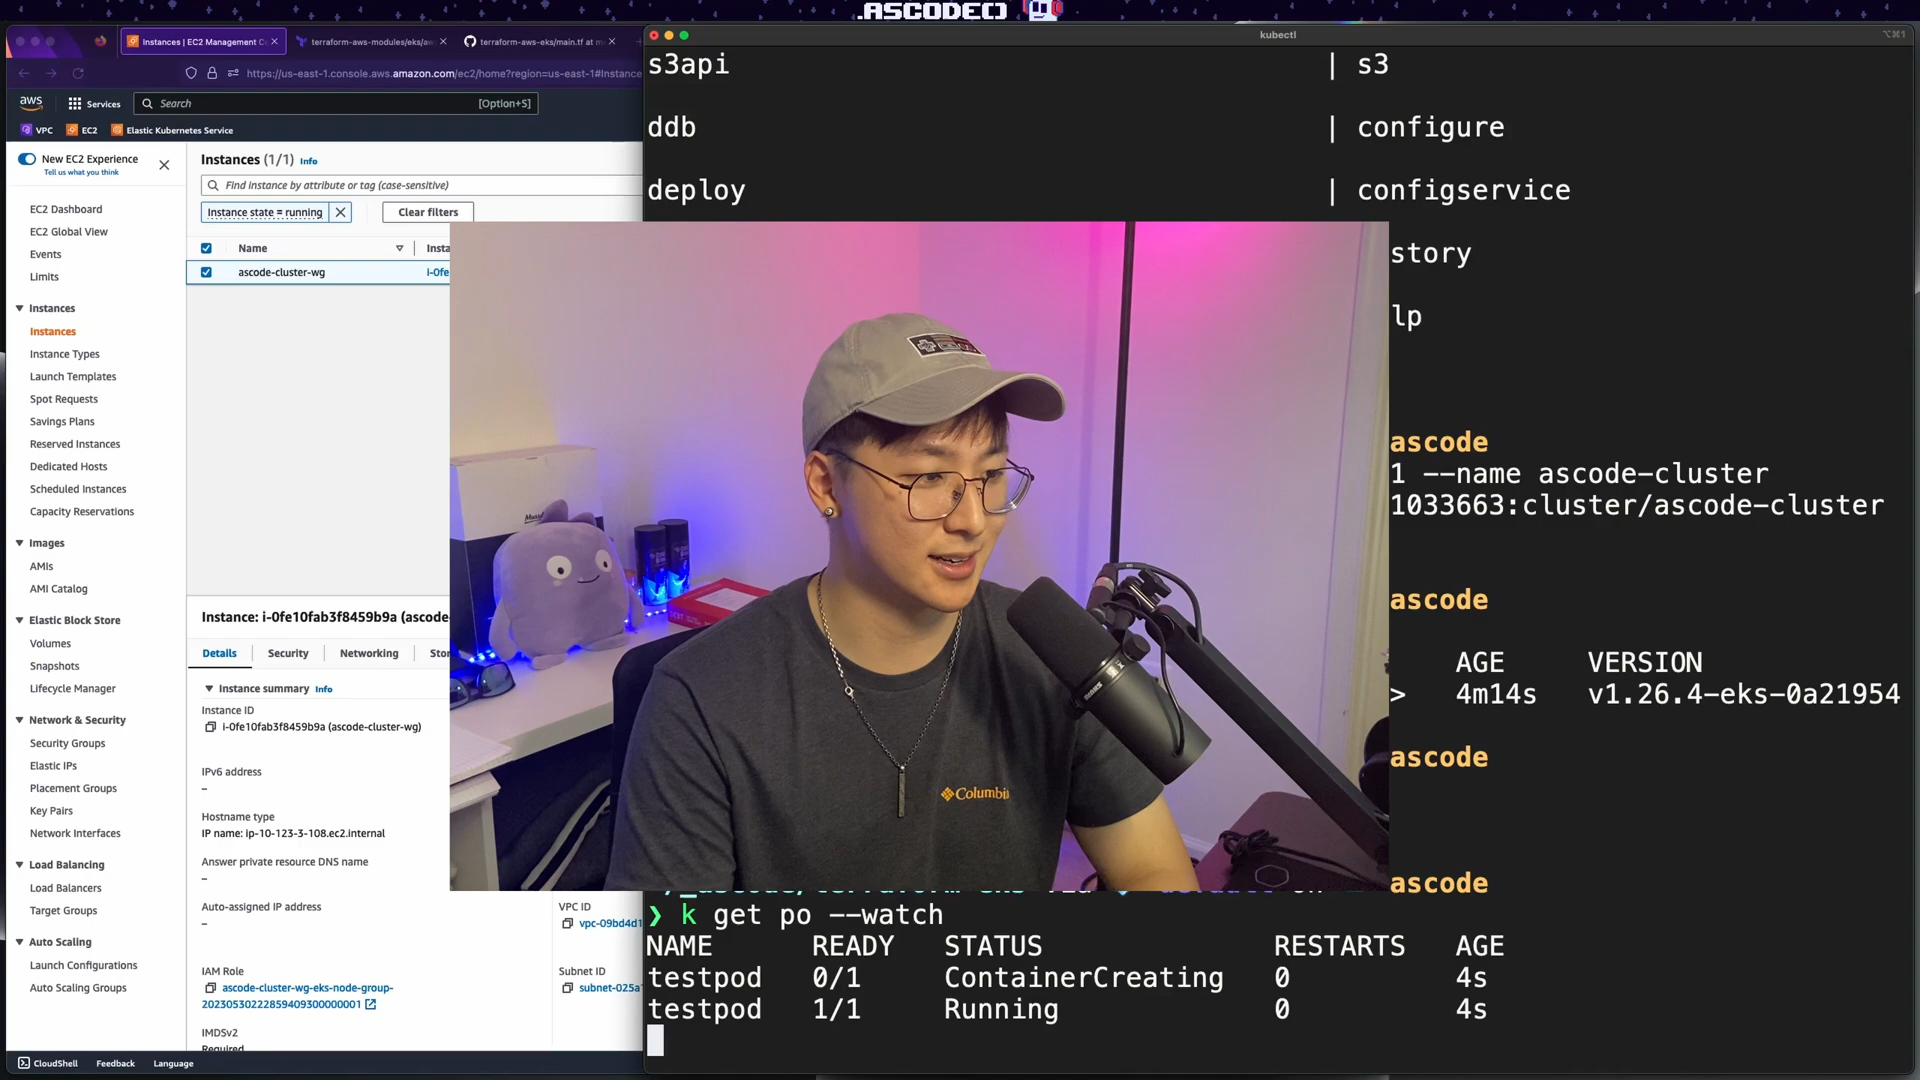 .ASCODE()
Instances | EC2 Management C
terraform-aws-modules/eks/aw
terraform-aws-eks/main.tf at m
https://us-east-1.console.aws.amazon.com/ec2/home?region=us-east-1#Instance
aws
Services
Search
[Option+S]
VPC
EC2
Elastic Kubernetes Service
New EC2 Experience
Tell us what you think
EC2 Dashboard
EC2 Global View
Events
Limits
Instances
Instances
Instance Types
Launch Templates
Spot Requests
Savings Plans
Reserved Instances
Dedicated Hosts
Scheduled Instances
Capacity Reservations
Images
AMIs
AMI Catalog
Elastic Block Store
Volumes
Snapshots
Lifecycle Manager
Network & Security
Security Groups
Elastic IPs
Placement Groups
Key Pairs
Network Interfaces
Load Balancing
Load Balancers
Target Groups
Auto Scaling
Launch Configurations
Auto Scaling Groups
Instances (1/1) Info
Find instance by attribute or tag (case-sensitive)
Instance state = running
Clear filters
Name
Insta
ascode-cluster-wg
i-0fe
Instance: i-0fe10fab3f8459b9a (ascode-
Details
Security
Networking
Sto
Instance summary Info
Instance ID
i-0fe10fab3f8459b9a (ascode-cluster-wg)
IPv6 address
–
Hostname type
IP name: ip-10-123-3-108.ec2.internal
Answer private resource DNS name
–
Auto-assigned IP address
–
VPC ID
vpc-09bd4d1
IAM Role
ascode-cluster-wg-eks-node-group-
20230530222859409300000001
Subnet ID
subnet-025a
IMDSv2
Required
CloudShell
Feedback
Language
kubectl
⌥⌘1
s3api | s3
ddb | configure
deploy | configservice
story
lp
ascode
1 --name ascode-cluster
1033663:cluster/ascode-cluster
ascode
AGE VERSION
> 4m14s v1.26.4-eks-0a21954
ascode
ascode
❯ k get po --watch
NAME READY STATUS RESTARTS AGE
testpod 0/1 ContainerCreating 0 4s
testpod 1/1 Running 0 4s
Columbia